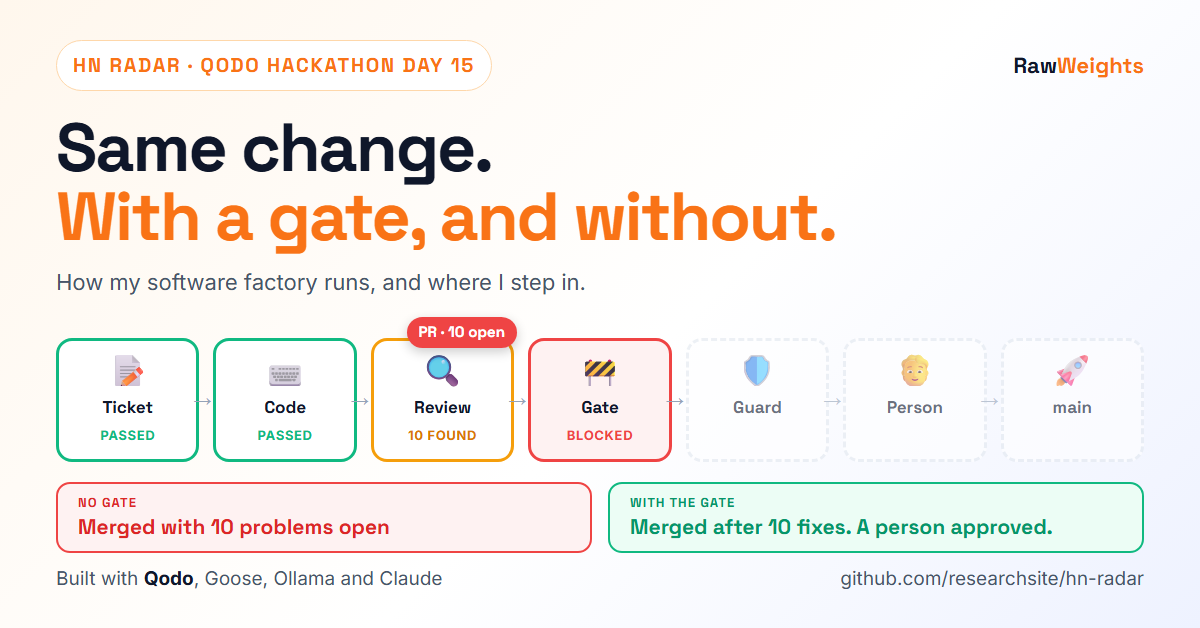 HN RADAR · QODO HACKATHON DAY 15
RawWeights
Same change.
With a gate, and without.
How my software factory runs, and where I step in.
PR · 10 open
Ticket
PASSED
Code
PASSED
Review
10 FOUND
Gate
BLOCKED
Guard
Person
main
NO GATE
Merged with 10 problems open
WITH THE GATE
Merged after 10 fixes. A person approved.
Built with Qodo, Goose, Ollama and Claude
github.com/researchsite/hn-radar